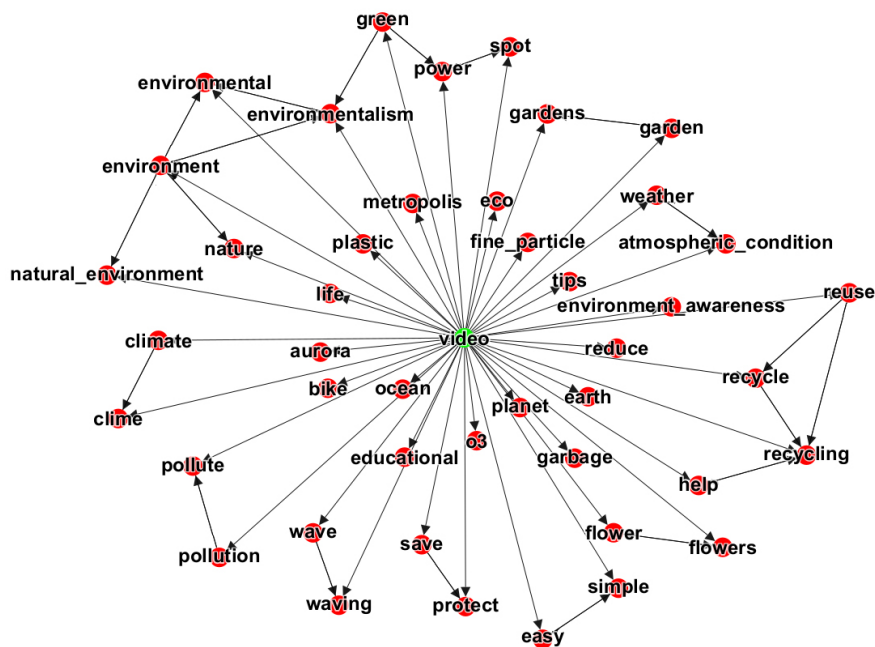 green
spot
power
environmental
environmentalism
gardens
garden
environment
metropolis
eco
weather
nature
plastic
fine_particle
atmospheric_condition
natural_environment
life
tips
environment_awareness
reuse
climate
aurora
video
reduce
clime
bike
ocean
planet
earth
recycle
pollute
educational
o3
garbage
help
recycling
pollution
wave
save
flower
flowers
waving
protect
simple
easy